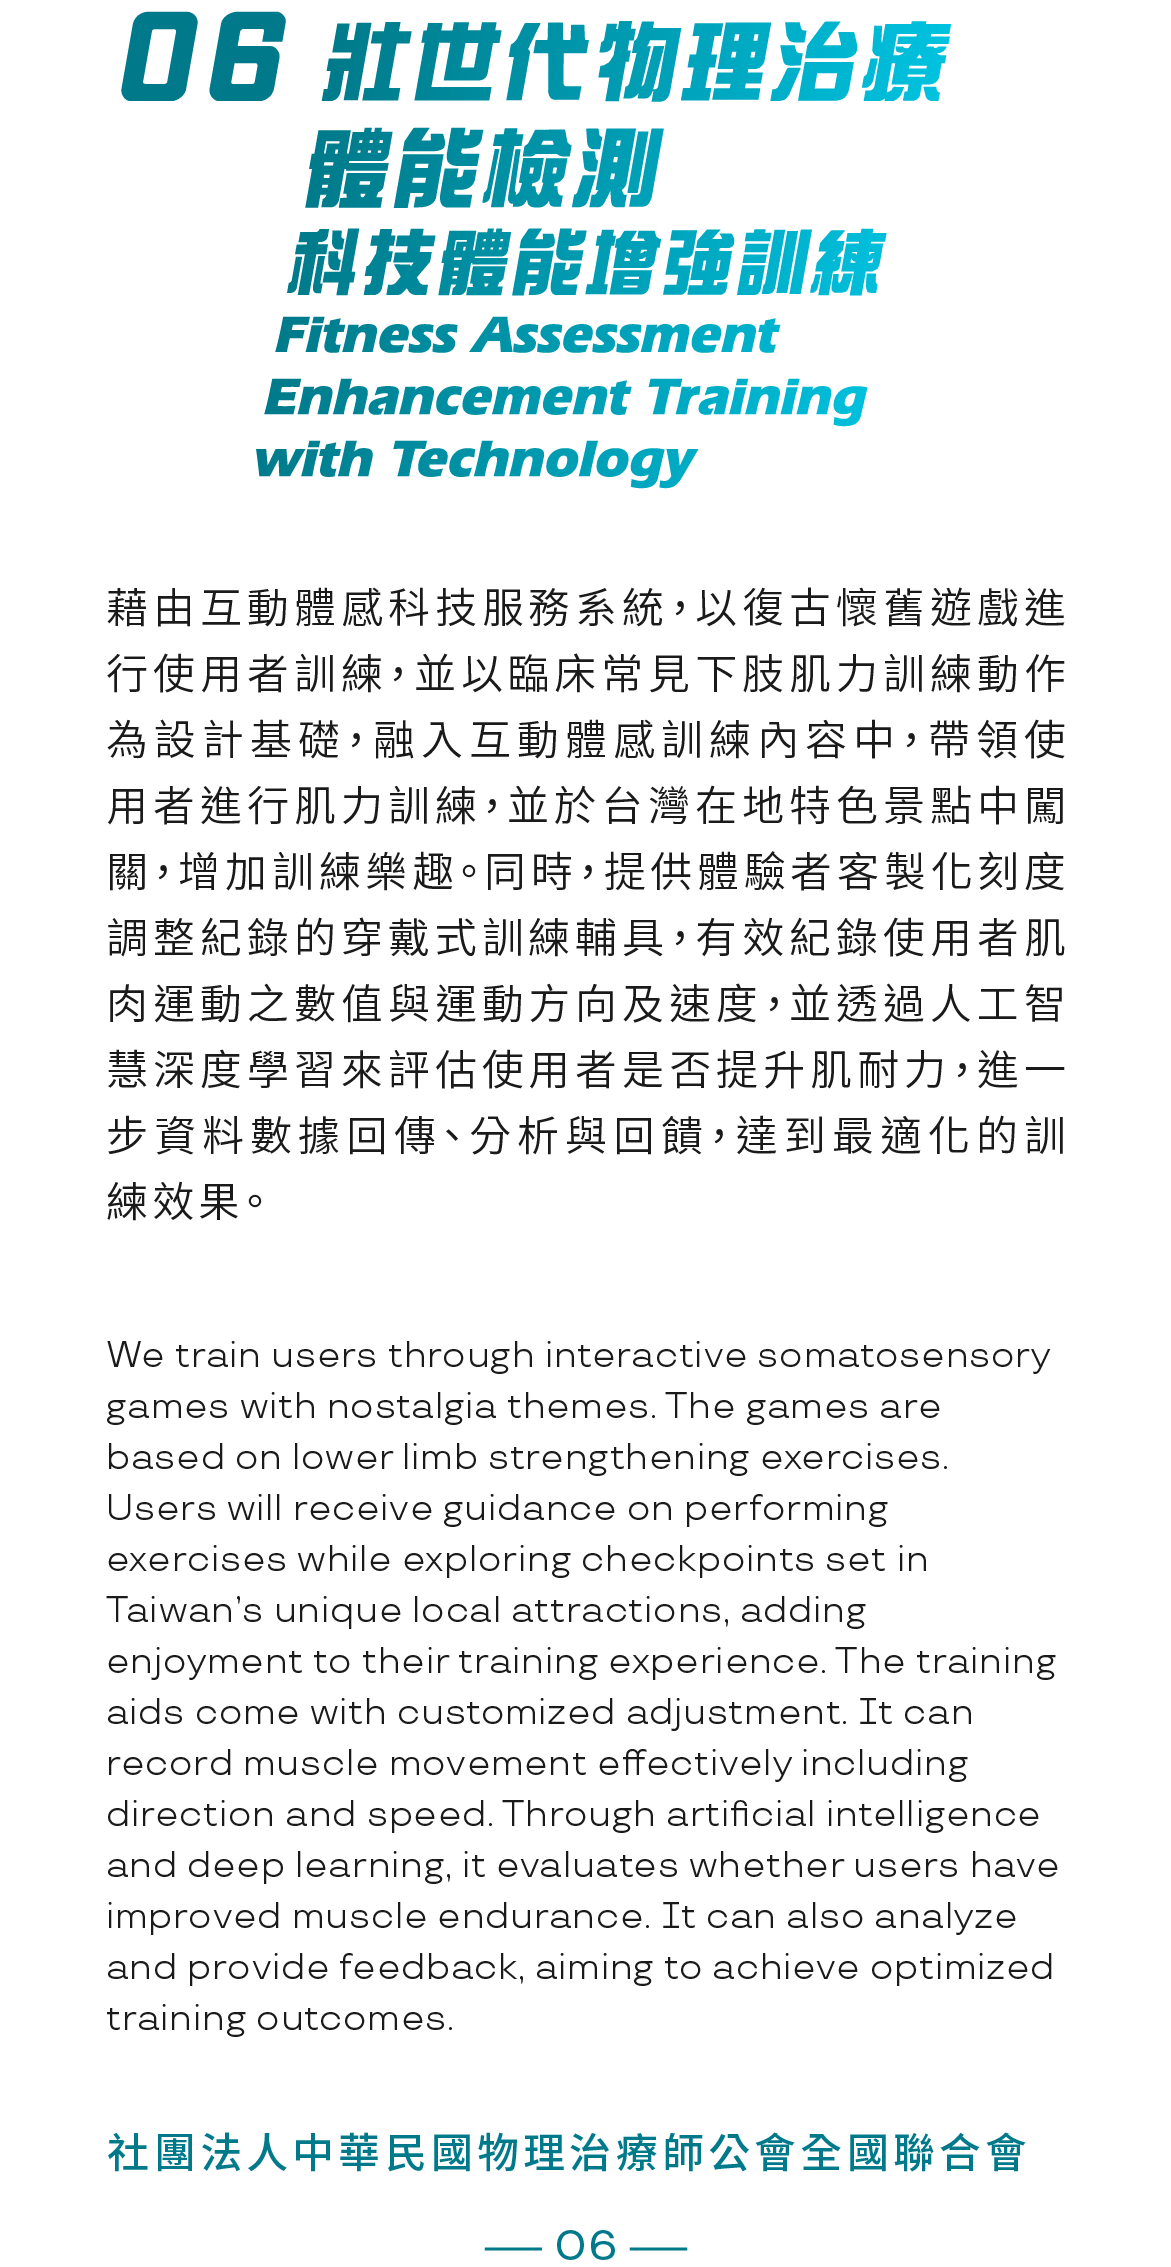 06 壯世代物理治療
體能檢測
科技體能增強訓練
Fitness Assessment
Enhancement Training
with Technology
藉由互動體感科技服務系統，以復古懷舊遊戲進
行使用者訓練，並以臨床常見下肢肌力訓練動作
為設計基礎，融入互動體感訓練內容中，帶領使
用者進行肌力訓練，並於台灣在地特色景點中闖
關，增加訓練樂趣。同時，提供體驗者客製化刻度
調整紀錄的穿戴式訓練輔具，有效紀錄使用者肌
肉運動之數值與運動方向及速度，並透過人工智
慧深度學習來評估使用者是否提升肌耐力，進一
步資料數據回傳、分析與回饋，達到最適化的訓
練效果。
We train users through interactive somatosensory
games with nostalgia themes. The games are
based on lower limb strengthening exercises.
Users will receive guidance on performing
exercises while exploring checkpoints set in
Taiwan’s unique local attractions, adding
enjoyment to their training experience. The training
aids come with customized adjustment. It can
record muscle movement effectively including
direction and speed. Through artificial intelligence
and deep learning, it evaluates whether users have
improved muscle endurance. It can also analyze
and provide feedback, aiming to achieve optimized
training outcomes.
社團法人中華民國物理治療師公會全國聯合會
— 06 —